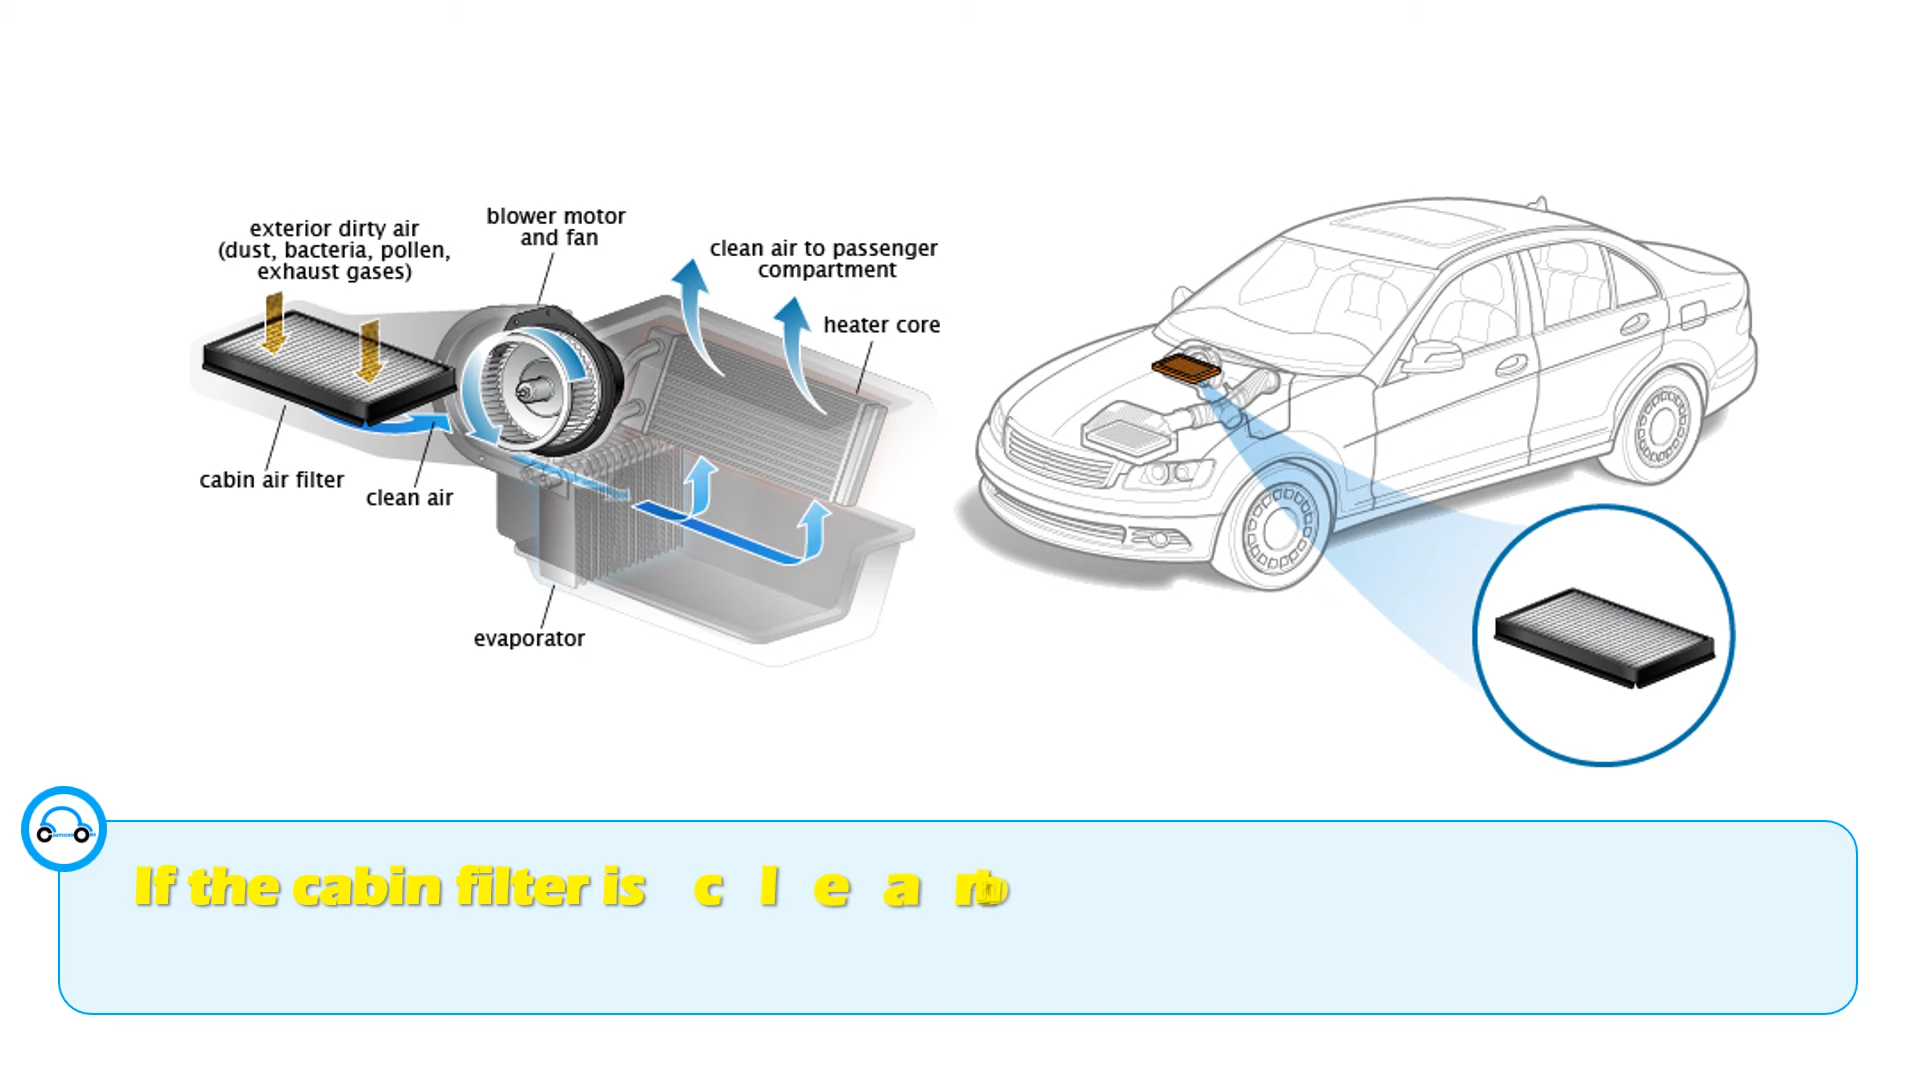 exterior dirty air
(dust, bacteria, pollen,
exhaust gases)
blower motor
and fan
clean air to passenger
compartment
heater core
cabin air filter
clean air
evaporator
If the cabin filter is clean